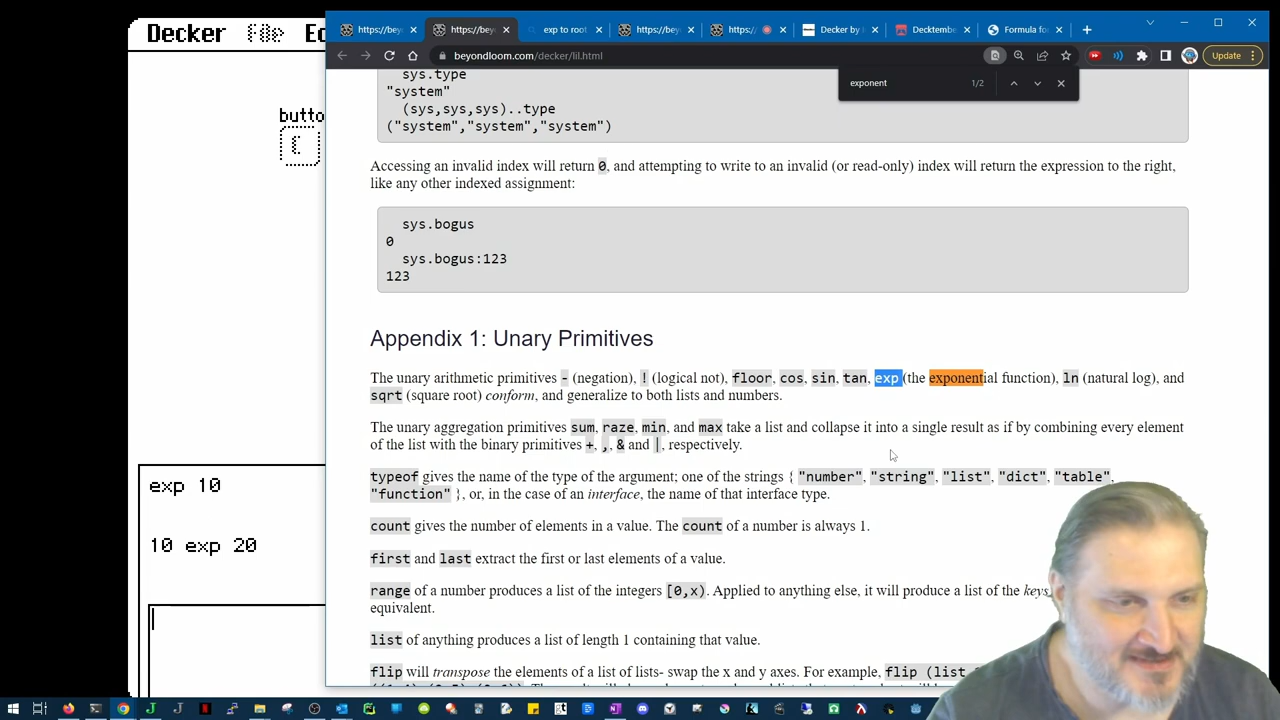 Decker File Ed
https://bey
https://bey
exp to root
https://bey
https:/
Decker by
Decktembe
Formula fo
beyondloom.com/decker/lil.html
Update
exponent 1/2
butto
sys.type
"system"
(sys,sys,sys)..type
("system","system","system")
Accessing an invalid index will return 0, and attempting to write to an invalid (or read-only) index will return the expression to the right,
like any other indexed assignment:
sys.bogus
0
sys.bogus:123
123
Appendix 1: Unary Primitives
The unary arithmetic primitives - (negation), ! (logical not), floor, cos, sin, tan, exp (the exponential function), ln (natural log), and
sqrt (square root) conform, and generalize to both lists and numbers.
The unary aggregation primitives sum, raze, min, and max take a list and collapse it into a single result as if by combining every element
of the list with the binary primitives +, ,, & and |, respectively.
typeof gives the name of the type of the argument; one of the strings { "number", "string", "list", "dict", "table",
"function" }, or, in the case of an interface, the name of that interface type.
count gives the number of elements in a value. The count of a number is always 1.
first and last extract the first or last elements of a value.
range of a number produces a list of the integers [0,x). Applied to anything else, it will produce a list of the keys
equivalent.
list of anything produces a list of length 1 containing that value.
flip will transpose the elements of a list of lists- swap the x and y axes. For example, flip (list
exp 10
10 exp 20